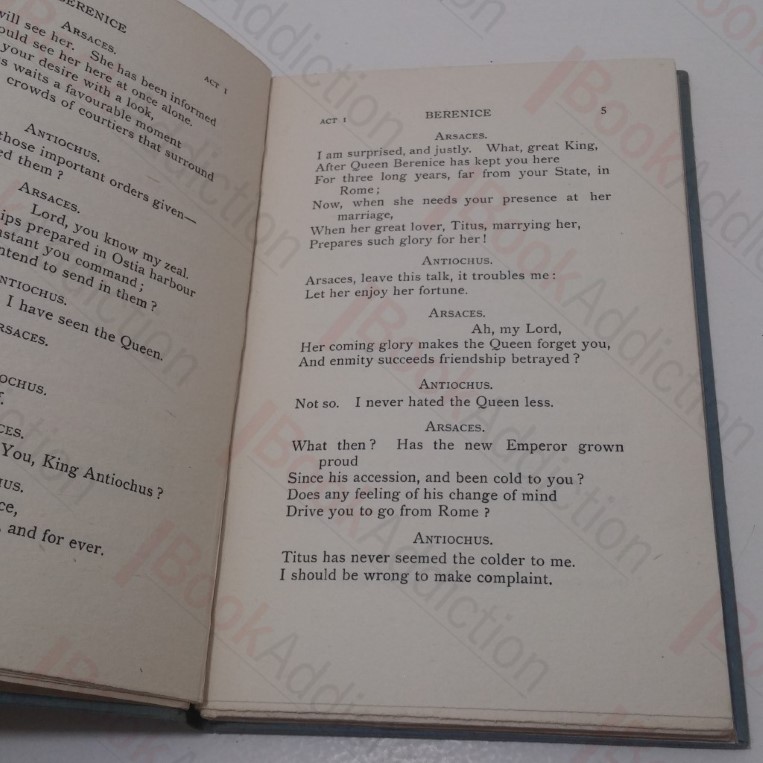 BERENICE
ACT I
ARSACES.
will see her. She has been informed
ould see her here at once alone.
your desire with a look,
s waits a favourable moment
crowds of courtiers that surround
ANTIOCHUS.
those important orders given—
ed them?
ARSACES.
Lord, you know my zeal.
ips prepared in Ostia harbour
nstant you command;
ntend to send in them?
NTIOCHUS.
I have seen the Queen.
RSACES.
OCHUS.
CES.
You, King Antiochus?
HUS.
ce,
, and for ever.
ACT I
BERENICE
5
ARSACES.
I am surprised, and justly. What, great King,
After Queen Berenice has kept you here
For three long years, far from your State, in
Rome;
Now, when she needs your presence at her
marriage,
When her great lover, Titus, marrying her,
Prepares such glory for her!
ANTIOCHUS.
Arsaces, leave this talk, it troubles me:
Let her enjoy her fortune.
ARSACES.
Ah, my Lord,
Her coming glory makes the Queen forget you,
And enmity succeeds friendship betrayed?
ANTIOCHUS.
Not so. I never hated the Queen less.
ARSACES.
What then? Has the new Emperor grown
proud
Since his accession, and been cold to you?
Does any feeling of his change of mind
Drive you to go from Rome?
ANTIOCHUS.
Titus has never seemed the colder to me.
I should be wrong to make complaint.
BookAddiction